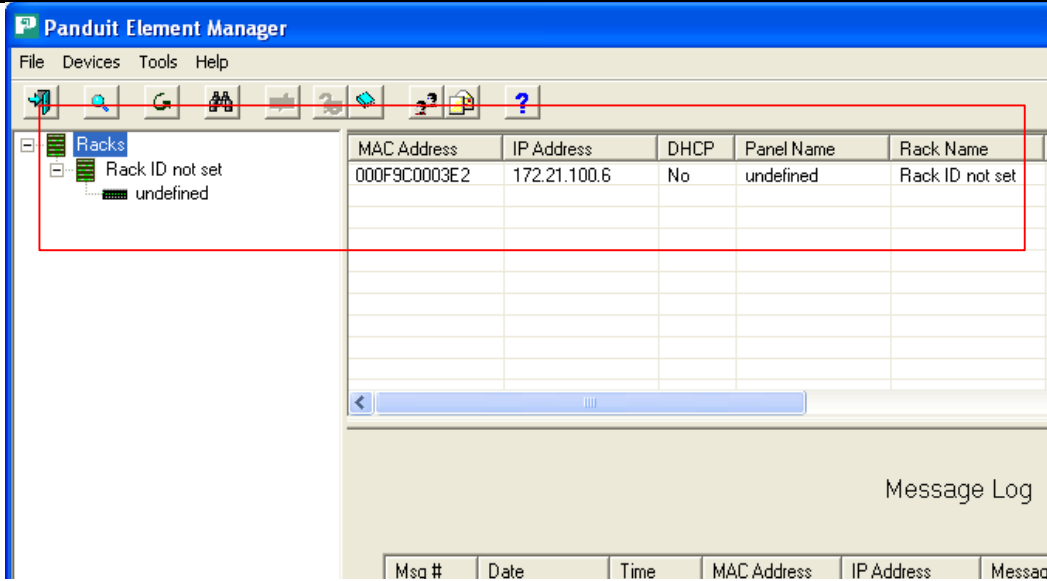 Panduit Element Manager
File Devices Tools Help
Racks
Rack ID not set
undefined
MAC Address IP Address DHCP Panel Name Rack Name
000F9C0003E2 172.21.100.6 No undefined Rack ID not set
Message Log
Msg # Date Time MAC Address IP Address Messag